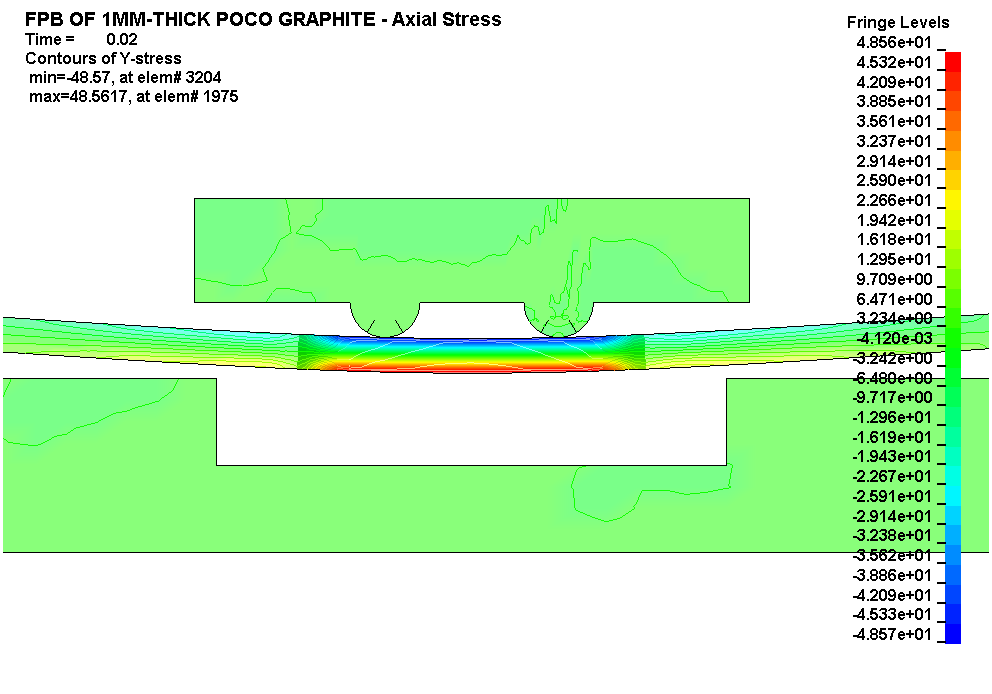 FPB OF 1MM-THICK POCO GRAPHITE - Axial Stress
Time = 0.02
Contours of Y-stress
min=-48.57, at elem# 3204
max=48.5617, at elem# 1975
Fringe Levels
4.856e+01
4.532e+01
4.209e+01
3.885e+01
3.561e+01
3.237e+01
2.914e+01
2.590e+01
2.266e+01
1.942e+01
1.618e+01
1.295e+01
9.709e+00
6.471e+00
3.234e+00
-4.120e-03
-3.242e+00
-6.480e+00
-9.717e+00
-1.296e+01
-1.619e+01
-1.943e+01
-2.267e+01
-2.591e+01
-2.914e+01
-3.238e+01
-3.562e+01
-3.886e+01
-4.209e+01
-4.533e+01
-4.857e+01